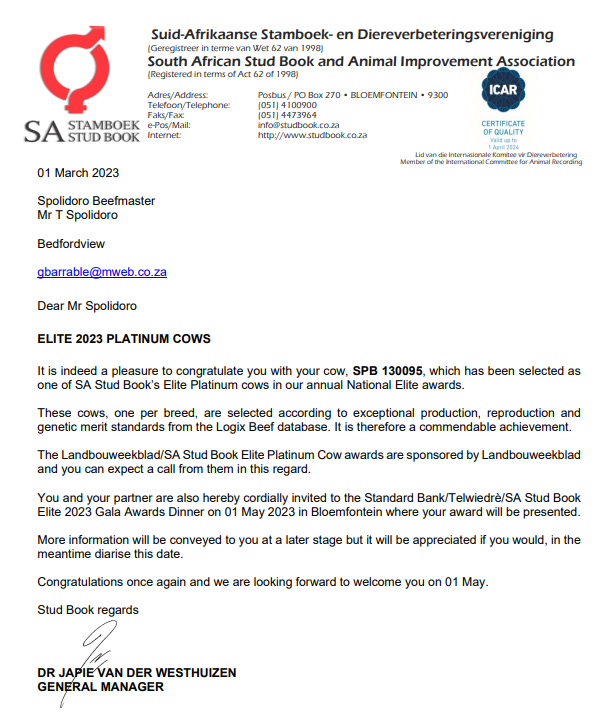 Suid-Afrikaanse Stamboek- en Diereverbeteringsvereniging
(Geregistreer in terme van Wet 62 van 1998)
South African Stud Book and Animal Improvement Association
(Registered in terms of Act 62 of 1998)
SA STAMBOEK
STUD BOOK
Adres/Address: Posbus / PO Box 270 • BLOEMFONTEIN • 9300
Telefoon/Telephone: (051) 4100900
Faks/Fax: (051) 4473964
e-Pos/Mail: info@studbook.co.za
Internet: http://www.studbook.co.za
ICAR
CERTIFICATE
OF QUALITY
Valid up to
1 April 2024
Lid van die Internasionale Komitee vir Diereverbetering
Member of the International Committee for Animal Recording
01 March 2023
Spolidoro Beefmaster
Mr T Spolidoro
Bedfordview
gbarrable@mweb.co.za
Dear Mr Spolidoro
ELITE 2023 PLATINUM COWS
It is indeed a pleasure to congratulate you with your cow, SPB 130095, which has been selected as
one of SA Stud Book's Elite Platinum cows in our annual National Elite awards.
These cows, one per breed, are selected according to exceptional production, reproduction and
genetic merit standards from the Logix Beef database. It is therefore a commendable achievement.
The Landbouweekblad/SA Stud Book Elite Platinum Cow awards are sponsored by Landbouweekblad
and you can expect a call from them in this regard.
You and your partner are also hereby cordially invited to the Standard Bank/Telwiedrè/SA Stud Book
Elite 2023 Gala Awards Dinner on 01 May 2023 in Bloemfontein where your award will be presented.
More information will be conveyed to you at a later stage but it will be appreciated if you would, in the
meantime diarise this date.
Congratulations once again and we are looking forward to welcome you on 01 May.
Stud Book regards
DR JAPIE VAN DER WESTHUIZEN
GENERAL MANAGER